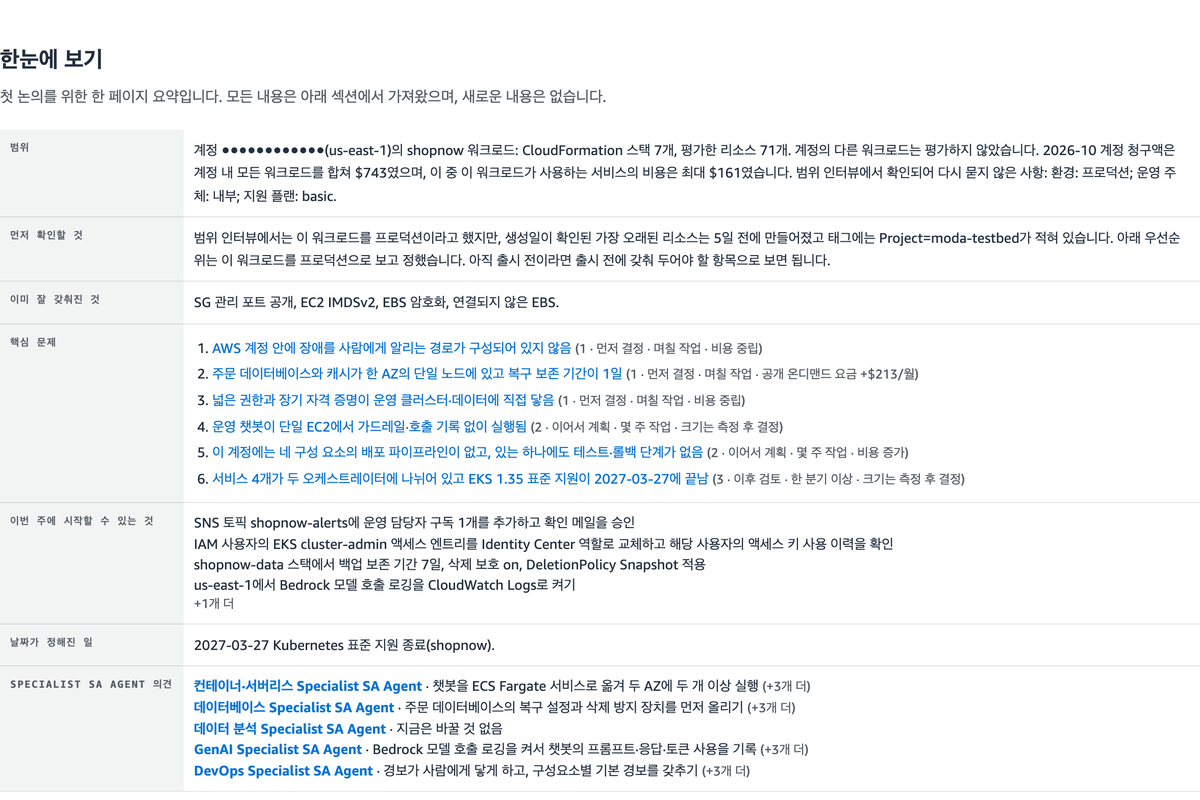 한눈에 보기
첫 논의를 위한 한 페이지 요약입니다. 모든 내용은 아래 섹션에서 가져왔으며, 새로운 내용은 없습니다.
범위
계정 ●●●●●●●●●●●●(us-east-1)의 shopnow 워크로드: CloudFormation 스택 7개, 평가한 리소스 71개. 계정의 다른 워크로드는 평가하지 않았습니다. 2026-10 계정 청구액은
계정 내 모든 워크로드를 합쳐 $743였으며, 이 중 이 워크로드가 사용하는 서비스의 비용은 최대 $161였습니다. 범위 인터뷰에서 확인되어 다시 묻지 않은 사항: 환경: 프로덕션; 운영 주
체: 내부; 지원 플랜: basic.
먼저 확인할 것
범위 인터뷰에서는 이 워크로드를 프로덕션이라고 했지만, 생성일이 확인된 가장 오래된 리소스는 5일 전에 만들어졌고 태그에는 Project=moda-testbed가 적혀 있습니다. 아래 우선순
위는 이 워크로드를 프로덕션으로 보고 정했습니다. 아직 출시 전이라면 출시 전에 갖춰 두어야 할 항목으로 보면 됩니다.
이미 잘 갖춰진 것
SG 관리 포트 공개, EC2 IMDSv2, EBS 암호화, 연결되지 않은 EBS.
핵심 문제
1. AWS 계정 안에 장애를 사람에게 알리는 경로가 구성되어 있지 않음 (1 · 먼저 결정 · 며칠 작업 · 비용 중립)
2. 주문 데이터베이스와 캐시가 한 AZ의 단일 노드에 있고 복구 보존 기간이 1일 (1 · 먼저 결정 · 며칠 작업 · 공개 온디맨드 요금 +$213/월)
3. 넓은 권한과 장기 자격 증명이 운영 클러스터·데이터에 직접 닿음 (1 · 먼저 결정 · 며칠 작업 · 비용 중립)
4. 운영 챗봇이 단일 EC2에서 가드레일·호출 기록 없이 실행됨 (2 · 이어서 계획 · 몇 주 작업 · 크기는 측정 후 결정)
5. 이 계정에는 네 구성 요소의 배포 파이프라인이 없고, 있는 하나에도 테스트·롤백 단계가 없음 (2 · 이어서 계획 · 몇 주 작업 · 비용 증가)
6. 서비스 4개가 두 오케스트레이터에 나뉘어 있고 EKS 1.35 표준 지원이 2027-03-27에 끝남 (3 · 이후 검토 · 한 분기 이상 · 크기는 측정 후 결정)
이번 주에 시작할 수 있는 것
SNS 토픽 shopnow-alerts에 운영 담당자 구독 1개를 추가하고 확인 메일을 승인
IAM 사용자의 EKS cluster-admin 액세스 엔트리를 Identity Center 역할로 교체하고 해당 사용자의 액세스 키 사용 이력을 확인
shopnow-data 스택에서 백업 보존 기간 7일, 삭제 보호 on, DeletionPolicy Snapshot 적용
us-east-1에서 Bedrock 모델 호출 로깅을 CloudWatch Logs로 켜기
+1개 더
날짜가 정해진 일
2027-03-27 Kubernetes 표준 지원 종료(shopnow).
SPECIALIST SA AGENT 의견
컨테이너·서버리스 Specialist SA Agent · 챗봇을 ECS Fargate 서비스로 옮겨 두 AZ에 두 개 이상 실행 (+3개 더)
데이터베이스 Specialist SA Agent · 주문 데이터베이스의 복구 설정과 삭제 방지 장치를 먼저 올리기 (+3개 더)
데이터 분석 Specialist SA Agent · 지금은 바꿀 것 없음
GenAI Specialist SA Agent · Bedrock 모델 호출 로깅을 켜서 챗봇의 프롬프트·응답·토큰 사용을 기록 (+3개 더)
DevOps Specialist SA Agent · 경보가 사람에게 닿게 하고, 구성요소별 기본 경보를 갖추기 (+3개 더)